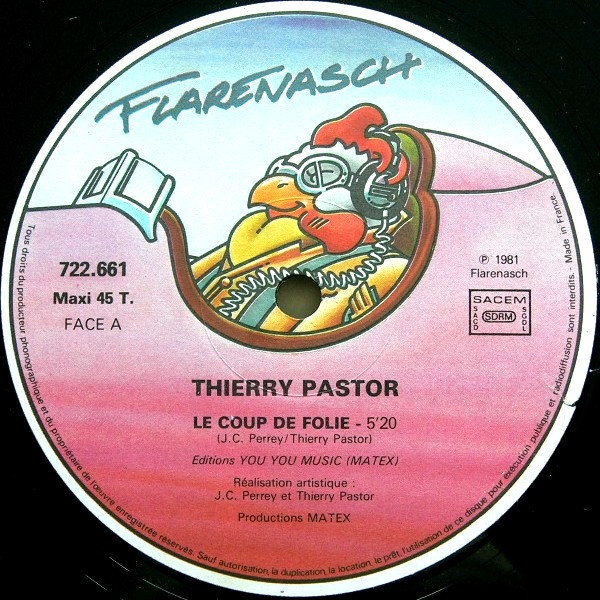 FLARENASCH
722.661
Maxi 45 T.
FACE A
℗ 1981
Flarenasch
SACEM
SACD
SDRM
SGDL
THIERRY PASTOR
LE COUP DE FOLIE - 5'20
(J.C. Perrey/Thierry Pastor)
Editions YOU YOU MUSIC (MATEX)
Réalisation artistique :
J.C. Perrey et Thierry Pastor
Productions MATEX
Tous droits du producteur phonographique et du propriétaire de l'œuvre enregistrée réservés. Sauf autorisation, la duplication, la location, le prêt, l'utilisation de ce disque, pour exécution publique et radiodiffusion sont interdits. - Made in France.